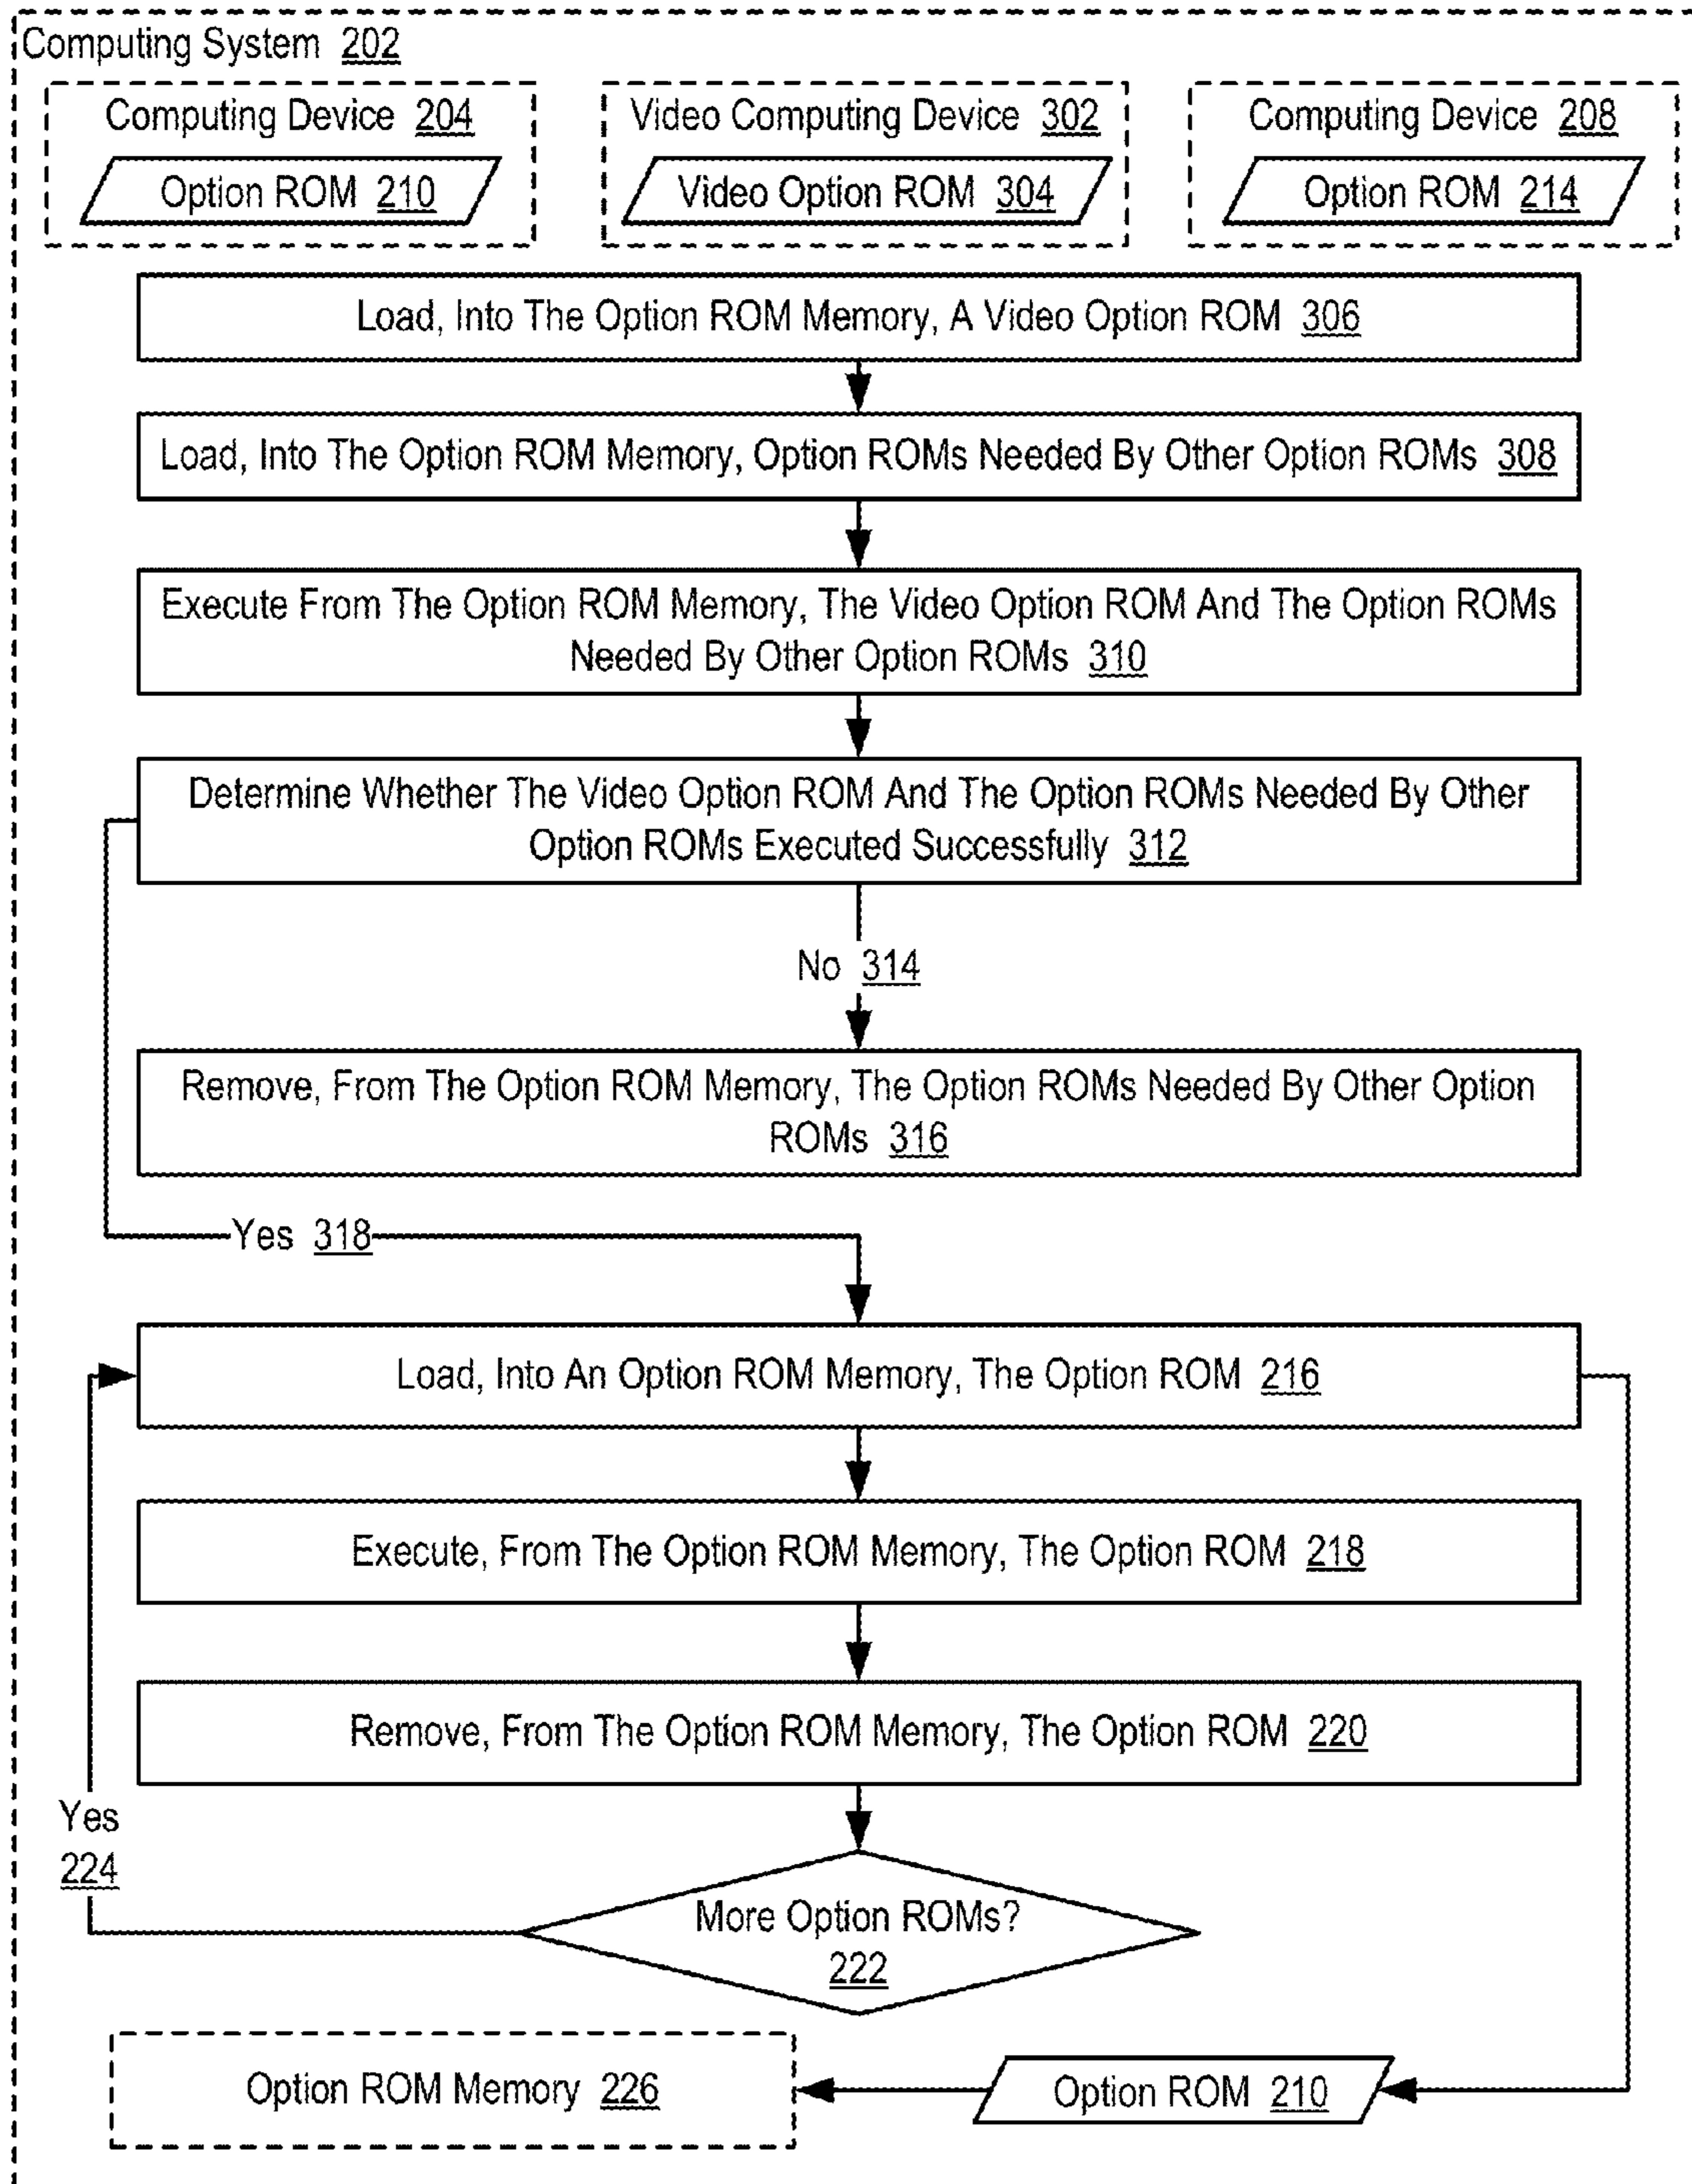 Computing System 202
Computing Device 204
Option ROM 210
Video Computing Device 302
Video Option ROM 304
Computing Device 208
Option ROM 214
Load, Into The Option ROM Memory, A Video Option ROM 306
Load, Into The Option ROM Memory, Option ROMs Needed By Other Option ROMs 308
Execute From The Option ROM Memory, The Video Option ROM And The Option ROMs
Needed By Other Option ROMs 310
Determine Whether The Video Option ROM And The Option ROMs Needed By Other
Option ROMs Executed Successfully 312
No 314
Remove, From The Option ROM Memory, The Option ROMs Needed By Other Option
ROMs 316
Yes 318
Load, Into An Option ROM Memory, The Option ROM 216
Execute, From The Option ROM Memory, The Option ROM 218
Remove, From The Option ROM Memory, The Option ROM 220
Yes
224
More Option ROMs?
222
Option ROM Memory 226
Option ROM 210